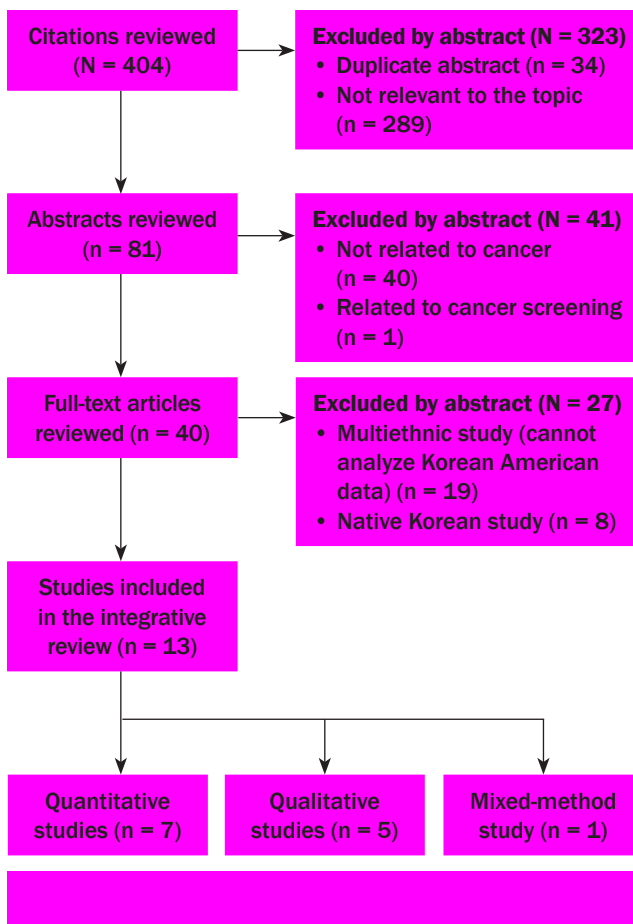 Citations reviewed
(N = 404)
Excluded by abstract (N = 323)
• Duplicate abstract (n = 34)
• Not relevant to the topic
(n = 289)
Abstracts reviewed
(n = 81)
Excluded by abstract (N = 41)
• Not related to cancer
(n = 40)
• Related to cancer screening
(n = 1)
Full-text articles
reviewed (n = 40)
Excluded by abstract (N = 27)
• Multiethnic study (cannot
analyze Korean American
data) (n = 19)
• Native Korean study (n = 8)
Studies included
in the integrative
review (n = 13)
Quantitative
studies (n = 7)
Qualitative
studies (n = 5)
Mixed-method
study (n = 1)